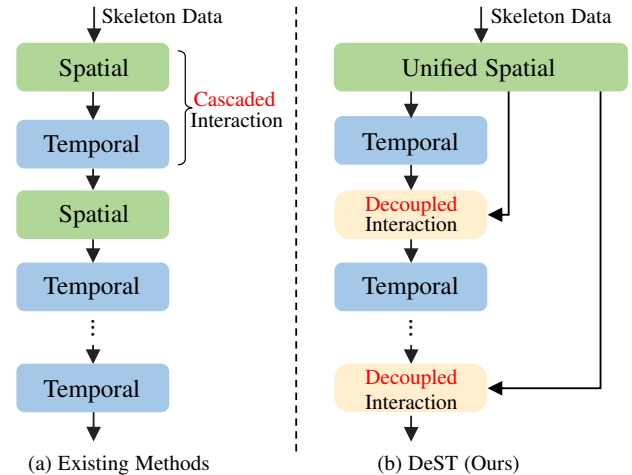 Skeleton Data
Spatial
Cascaded
Interaction
Temporal
Spatial
Temporal
...
Temporal
(a) Existing Methods
Skeleton Data
Unified Spatial
Temporal
Decoupled
Interaction
Temporal
...
Decoupled
Interaction
(b) DeST (Ours)